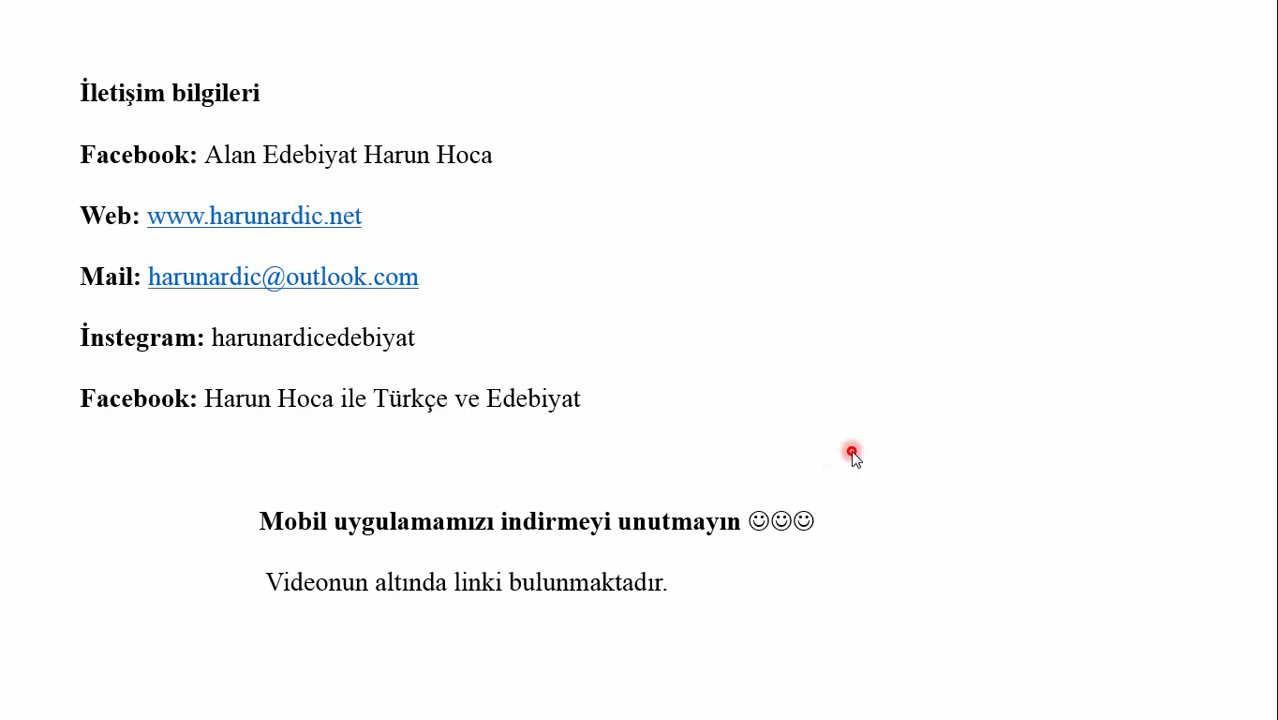 İletişim bilgileri
Facebook: Alan Edebiyat Harun Hoca
Web: www.harunardic.net
Mail: harunardic@outlook.com
İnstegram: harunardicedebiyat
Facebook: Harun Hoca ile Türkçe ve Edebiyat
Mobil uygulamamızı indirmeyi unutmayın ☺☺☺
Videonun altında linki bulunmaktadır.